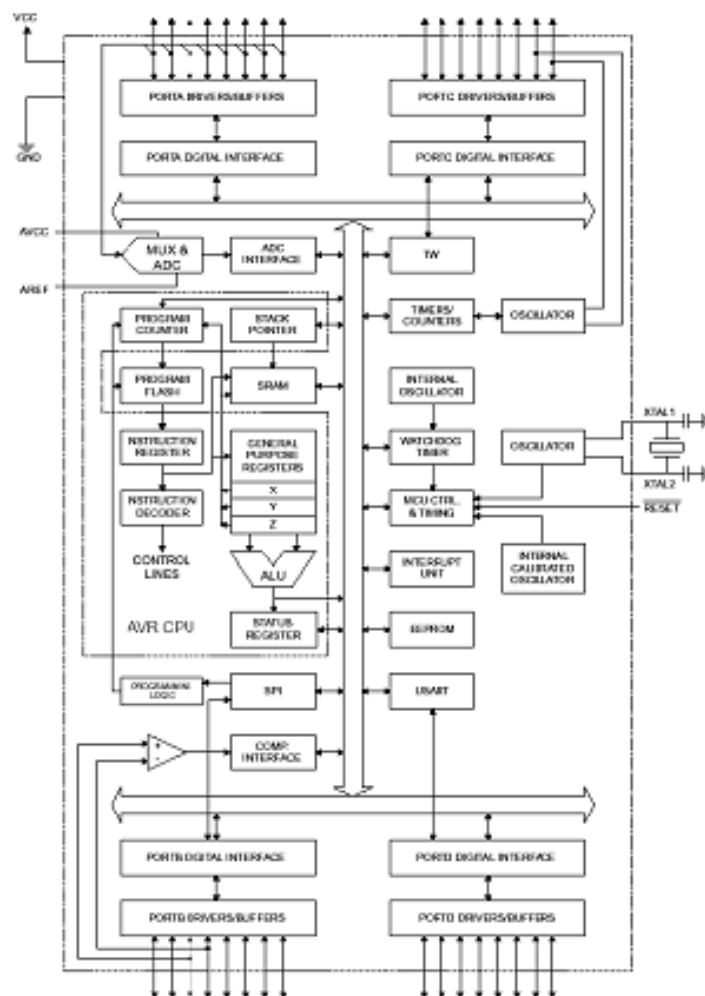 VCC
GND
PORTA DRIVERS/BUFFERS
PORTC DRIVERS/BUFFERS
PORTA DIGITAL INTERFACE
PORTC DIGITAL INTERFACE
AVCC
MUX &
ADC
ADC
INTERFACE
TWI
AREF
PROGRAM
COUNTER
STACK
POINTER
TIMERS/
COUNTERS
OSCILLATOR
PROGRAM
FLASH
SRAM
INTERNAL
OSCILLATOR
XTAL1
INSTRUCTION
REGISTER
GENERAL
PURPOSE
REGISTERS
WATCHDOG
TIMER
OSCILLATOR
X
XTAL2
INSTRUCTION
DECODER
Y
MCU CTRL.
& TIMING
RESET
Z
CONTROL
LINES
ALU
INTERRUPT
UNIT
INTERNAL
CALIBRATED
OSCILLATOR
AVR CPU
STATUS
REGISTER
EEPROM
PROGRAMMING
LOGIC
SPI
USART
+
-
COMP.
INTERFACE
PORTB DIGITAL INTERFACE
PORTD DIGITAL INTERFACE
PORTB DRIVERS/BUFFERS
PORTD DRIVERS/BUFFERS